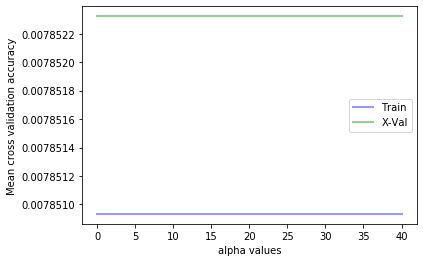 Mean cross validation accuracy
0.0078522
0.0078520
0.0078518
0.0078516
0.0078514
0.0078512
0.0078510
Train
X-Val
0 5 10 15 20 25 30 35 40
alpha values